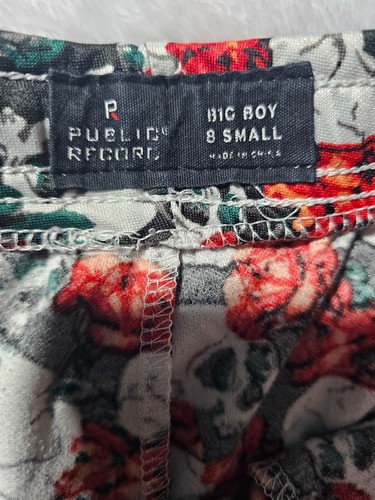 R
PUBLIC®
RECORD
BIG BOY
8 SMALL
MADE IN CHINA